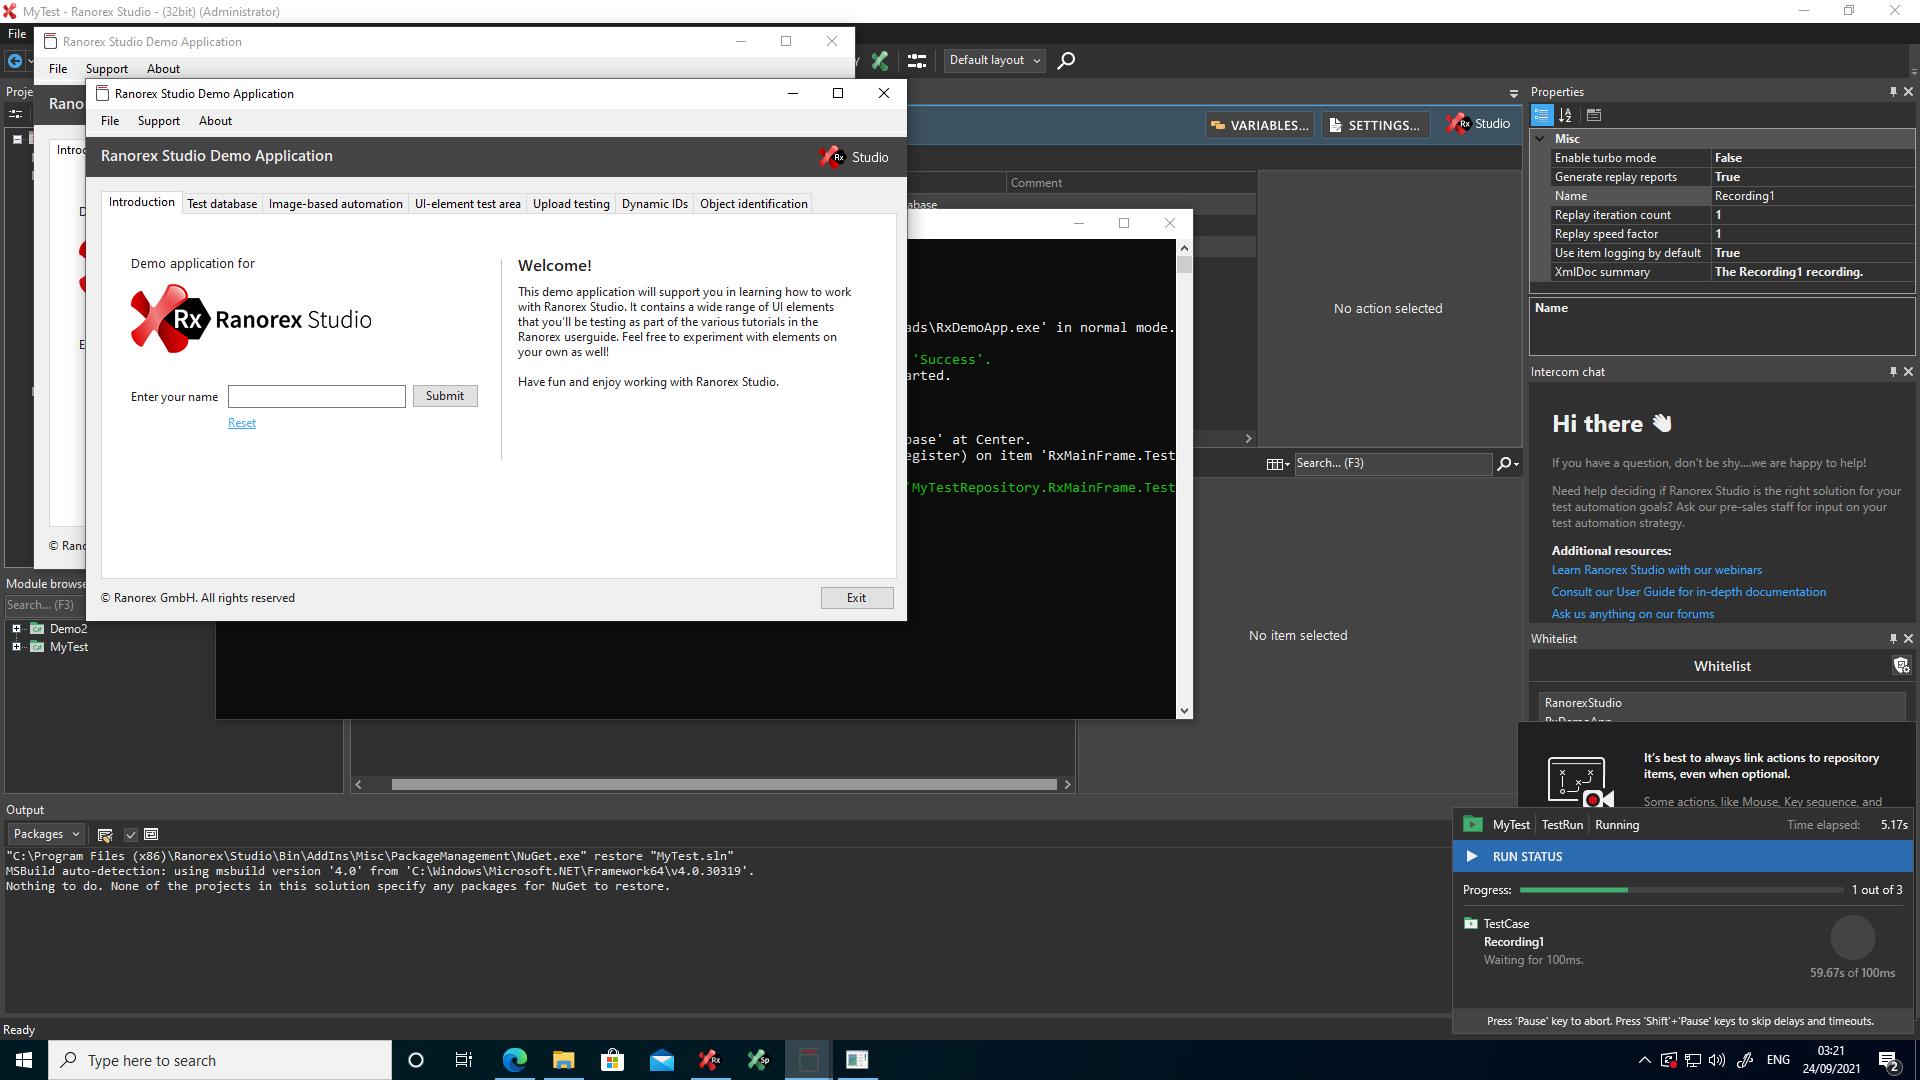 MyTest - Ranorex Studio - (32bit) (Administrator)
File
Ranorex Studio Demo Application
File Support About
Ranorex Studio Demo Application
File Support About
Ranorex Studio Demo Application
Rx Studio
Introduction Test database Image-based automation UI-element test area Upload testing Dynamic IDs Object identification
Demo application for
Rx Ranorex Studio
Enter your name Submit
Reset
Welcome!
This demo application will support you in learning how to work
with Ranorex Studio. It contains a wide range of UI elements
that you'll be testing as part of the various tutorials in the
Ranorex userguide. Feel free to experiment with elements on
your own as well!
Have fun and enjoy working with Ranorex Studio.
© Ranorex GmbH. All rights reserved
Exit
Default layout
VARIABLES... SETTINGS... Rx Studio
Comment
No action selected
ads\RxDemoApp.exe' in normal mode.
'Success'.
arted.
base' at Center.
egister) on item 'RxMainFrame.Test
'MyTestRepository.RxMainFrame.Test
Search... (F3)
No item selected
Properties
Misc
Enable turbo mode False
Generate replay reports True
Name Recording1
Replay iteration count 1
Replay speed factor 1
Use item logging by default True
XmlDoc summary The Recording1 recording.
Name
Intercom chat
Hi there
If you have a question, don't be shy....we are happy to help!
Need help deciding if Ranorex Studio is the right solution for your
test automation goals? Ask our pre-sales staff for input on your
test automation strategy.
Additional resources:
Learn Ranorex Studio with our webinars
Consult our User Guide for in-depth documentation
Ask us anything on our forums
Whitelist
Whitelist
RanorexStudio
It's best to always link actions to repository
items, even when optional.
Some actions, like Mouse, Key sequence, and
MyTest TestRun Running Time elapsed: 5.17s
RUN STATUS
Progress: 1 out of 3
TestCase
Recording1
Waiting for 100ms.
59.67s of 100ms
Press 'Pause' key to abort. Press 'Shift'+'Pause' keys to skip delays and timeouts.
Module browse
Search... (F3)
Demo2
MyTest
Output
Packages
"C:\Program Files (x86)\Ranorex\Studio\Bin\AddIns\Misc\PackageManagement\NuGet.exe" restore "MyTest.sln"
MSBuild auto-detection: using msbuild version '4.0' from 'C:\Windows\Microsoft.NET\Framework64\v4.0.30319'.
Nothing to do. None of the projects in this solution specify any packages for NuGet to restore.
Ready
Type here to search
ENG
03:21
24/09/2021
2